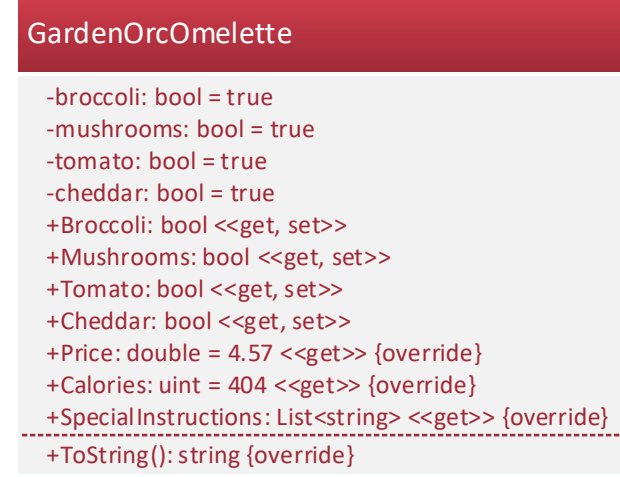 GardenOrcOmelette
-broccoli: bool = true
-mushrooms: bool = true
-tomato: bool = true
-cheddar: bool = true
+Broccoli: bool <<get, set>>
+Mushrooms: bool <<get, set>>
+Tomato: bool <<get, set>>
+Cheddar: bool <<get, set>>
+Price: double = 4.57 <<get>> {override}
+Calories: uint = 404 <<get>> {override}
+SpecialInstructions: List<string> <<get>> {override}
+ToString(): string {override}